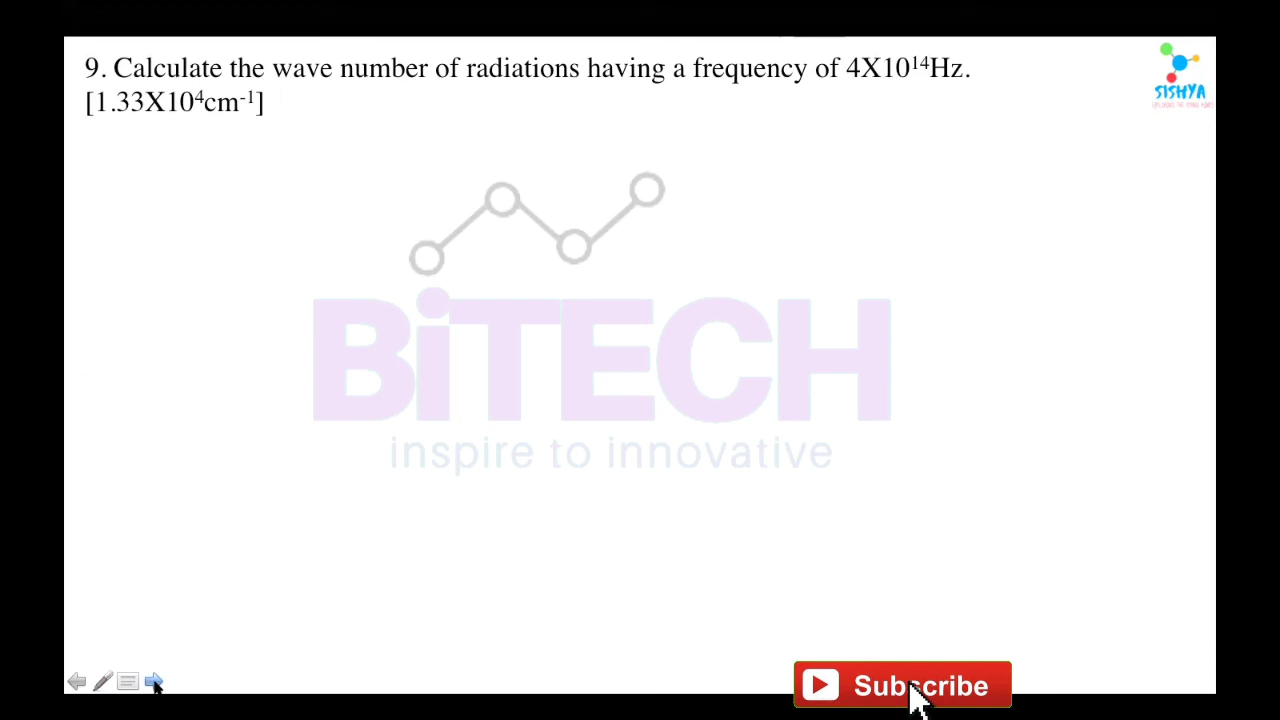 9. Calculate the wave number of radiations having a frequency of 4X10¹⁴Hz.
[1.33X10⁴cm⁻¹]
SISHYA
BiTECH
inspire to innovative
Subscribe